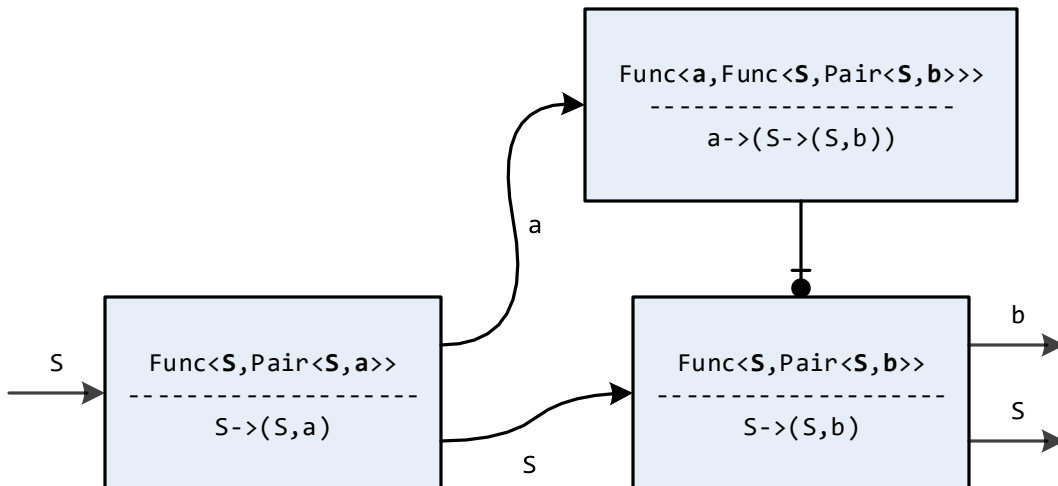 Func<a,Func<S,Pair<S,b>>>
----------------------
a->(S->(S,b))
a
b
S
Func<S,Pair<S,a>>
---------------------
S->(S,a)
Func<S,Pair<S,b>>
---------------------
S->(S,b)
S
S